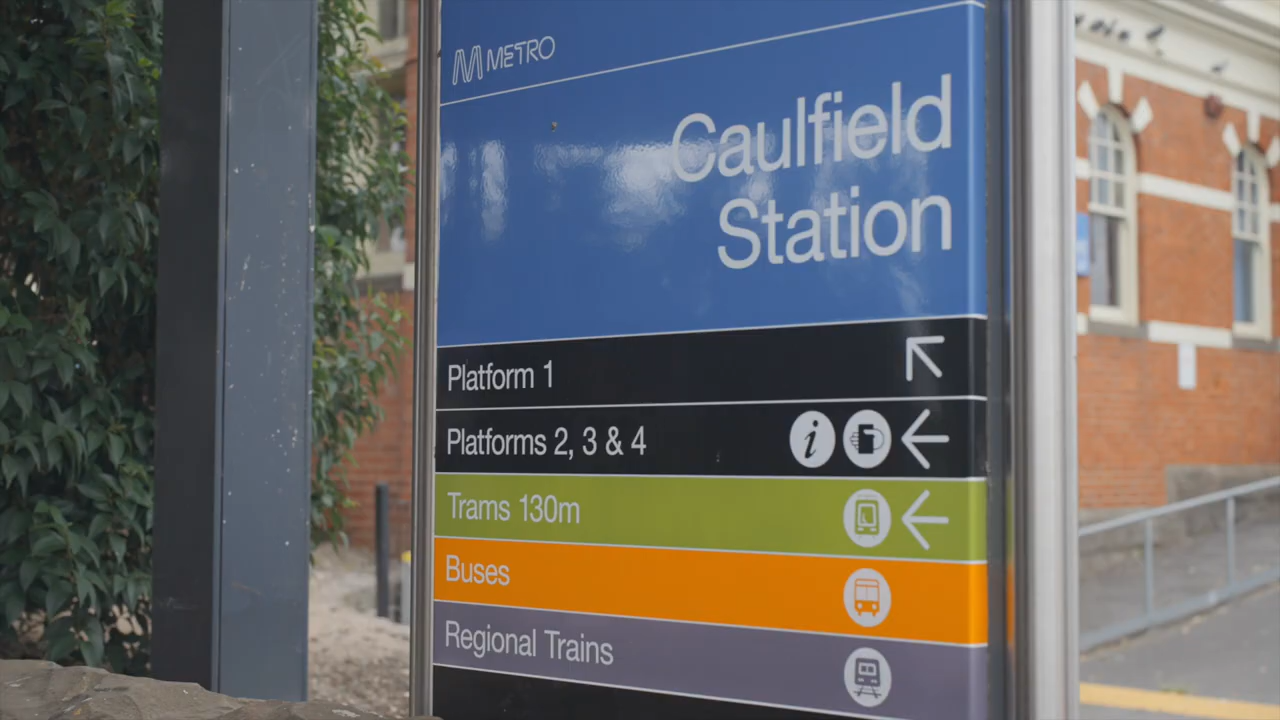 METRO
Caulfield
Station
Platform 1
Platforms 2, 3 & 4
Trams 130m
Buses
Regional Trains